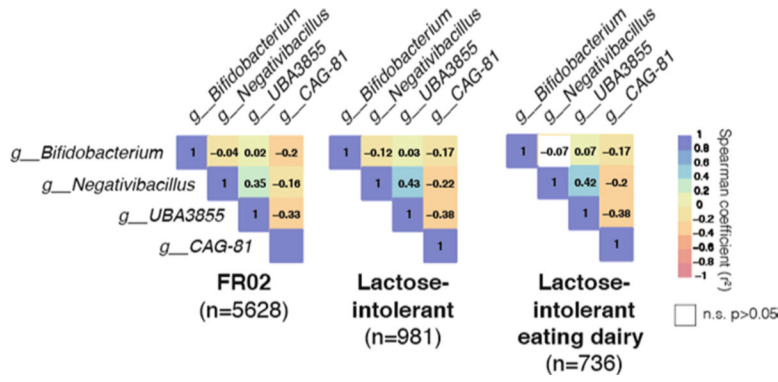 g__Bifidobacterium
g__Negativibacillus
g__UBA3855
g__CAG-81
g__Bifidobacterium
g__Negativibacillus
g__UBA3855
g__CAG-81
g__Bifidobacterium
g__Negativibacillus
g__UBA3855
g__CAG-81
g__Bifidobacterium 1 −0.04 0.02 −0.2 1 −0.12 0.03 −0.17 1 −0.07 0.07 −0.17
g__Negativibacillus 1 0.35 −0.16 1 0.43 −0.22 1 0.42 −0.2
g__UBA3855 1 −0.33 1 −0.38 1 −0.38
g__CAG-81 1 1
FR02
(n=5628)
Lactose-
intolerant
(n=981)
Lactose-
intolerant
eating dairy
(n=736)
1
0.8
0.6
0.4
0.2
0
−0.2
−0.4
−0.6
−0.8
−1
Spearman coefficient (r²)
n.s. p>0.05